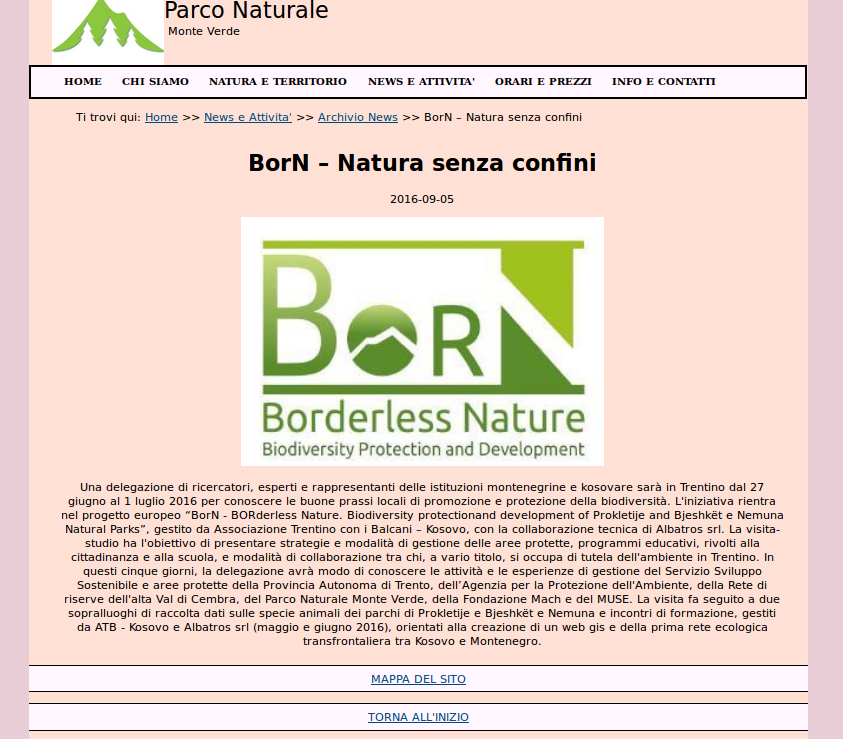 Parco Naturale
Monte Verde
HOME CHI SIAMO NATURA E TERRITORIO NEWS E ATTIVITA' ORARI E PREZZI INFO E CONTATTI
Ti trovi qui: Home >> News e Attivita' >> Archivio News >> BorN – Natura senza confini
BorN – Natura senza confini
2016-09-05
BorN
Borderless Nature
Biodiversity Protection and Development
Una delegazione di ricercatori, esperti e rappresentanti delle istituzioni montenegrine e kosovare sarà in Trentino dal 27
giugno al 1 luglio 2016 per conoscere le buone prassi locali di promozione e protezione della biodiversità. L'iniziativa rientra
nel progetto europeo “BorN - BORderless Nature. Biodiversity protectionand development of Prokletije and Bjeshkët e Nemuna
Natural Parks”, gestito da Associazione Trentino con i Balcani – Kosovo, con la collaborazione tecnica di Albatros srl. La visita-
studio ha l'obiettivo di presentare strategie e modalità di gestione delle aree protette, programmi educativi, rivolti alla
cittadinanza e alla scuola, e modalità di collaborazione tra chi, a vario titolo, si occupa di tutela dell'ambiente in Trentino. In
questi cinque giorni, la delegazione avrà modo di conoscere le attività e le esperienze di gestione del Servizio Sviluppo
Sostenibile e aree protette della Provincia Autonoma di Trento, dell’Agenzia per la Protezione dell'Ambiente, della Rete di
riserve dell'alta Val di Cembra, del Parco Naturale Monte Verde, della Fondazione Mach e del MUSE. La visita fa seguito a due
sopralluoghi di raccolta dati sulle specie animali dei parchi di Prokletije e Bjeshkët e Nemuna e incontri di formazione, gestiti
da ATB - Kosovo e Albatros srl (maggio e giugno 2016), orientati alla creazione di un web gis e della prima rete ecologica
transfrontaliera tra Kosovo e Montenegro.
MAPPA DEL SITO
TORNA ALL'INIZIO